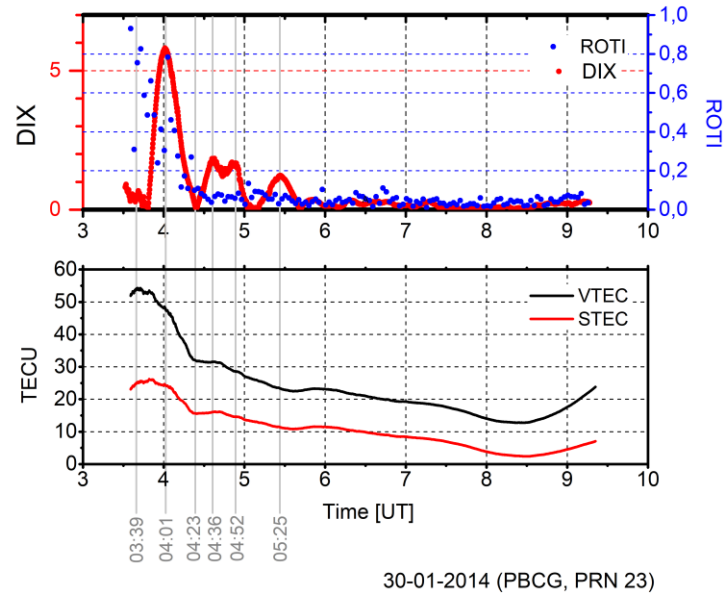 DIX
5
0
ROTI
DIX
1,0
0,8
0,6
0,4
0,2
0,0
ROTI
3 4 5 6 7 8 9 10
TECU
60
50
40
30
20
10
0
VTEC
STEC
3 4 5 6 7 8 9 10
Time [UT]
03:39
04:01
04:23
04:36
04:52
05:25
30-01-2014 (PBCG, PRN 23)